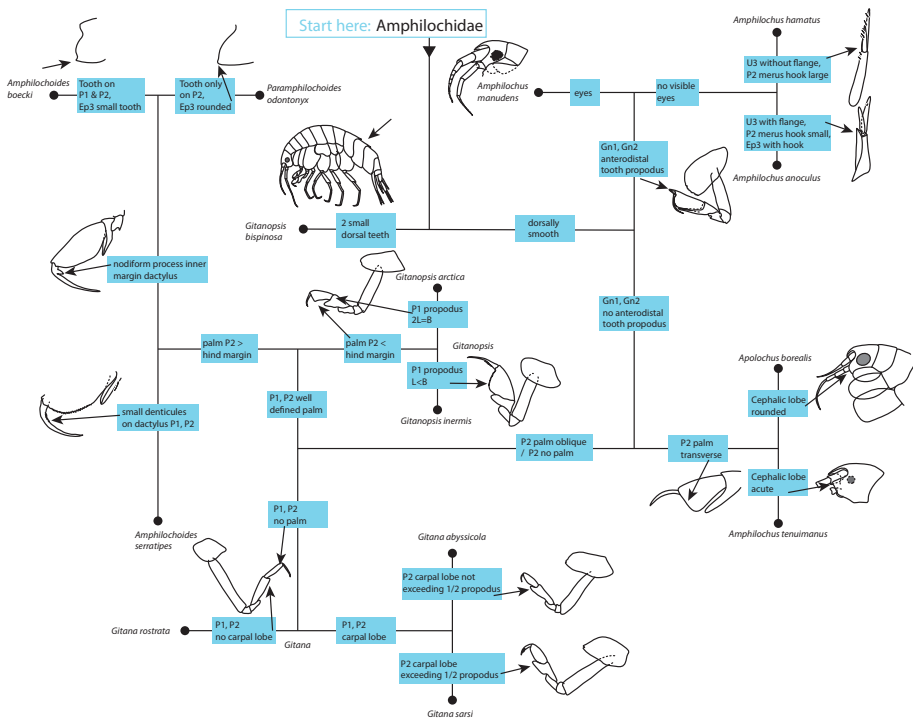 Start here: Amphilochidae
Amphilochoides
boecki
Tooth on
P1 & P2,
Ep3 small tooth
Tooth only
on P2,
Ep3 rounded
Paramphilochoides
odontonyx
Amphilochus
manudens
eyes
no visible
eyes
Amphilochus hamatus
U3 without flange,
P2 merus hook large
U3 with flange,
P2 merus hook small,
Ep3 with hook
Amphilochus anoculus
Gn1, Gn2
anterodistal
tooth propodus
Gitanopsis
bispinosa
2 small
dorsal teeth
dorsally
smooth
nodiform process inner
margin dactylus
Gitanopsis arctica
P1 propodus
2L=B
Gn1, Gn2
no anterodistal
tooth propodus
palm P2 >
hind margin
palm P2 <
hind margin
Gitanopsis
P1 propodus
L<B
Gitanopsis inermis
Apolochus borealis
Cephalic lobe
rounded
small denticules
on dactylus P1, P2
P1, P2 well
defined palm
P2 palm oblique
/ P2 no palm
P2 palm
transverse
Cephalic lobe
acute
Amphilochus tenuimanus
Amphilochoides
serratipes
P1, P2
no palm
Gitana abyssicola
P2 carpal lobe not
exceeding 1/2 propodus
Gitana rostrata
P1, P2
no carpal lobe
Gitana
P1, P2
carpal lobe
P2 carpal lobe
exceeding 1/2 propodus
Gitana sarsi